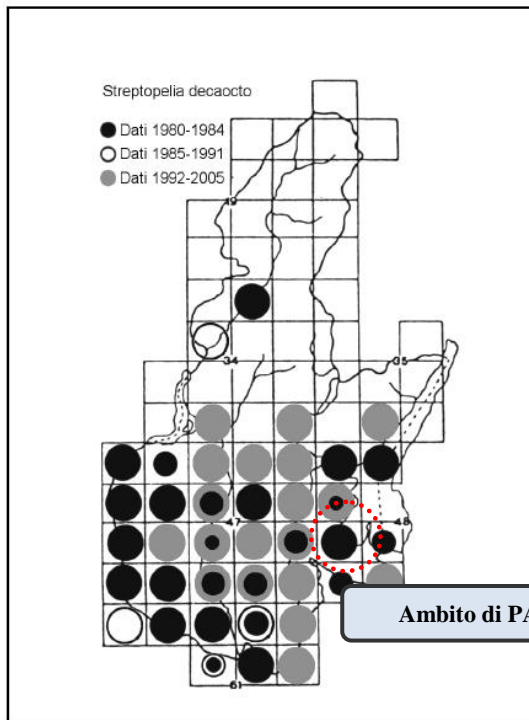 Streptopelia decaocto
Dati 1980-1984
Dati 1985-1991
Dati 1992-2005
19
34
35
47
48
61
Ambito di PA